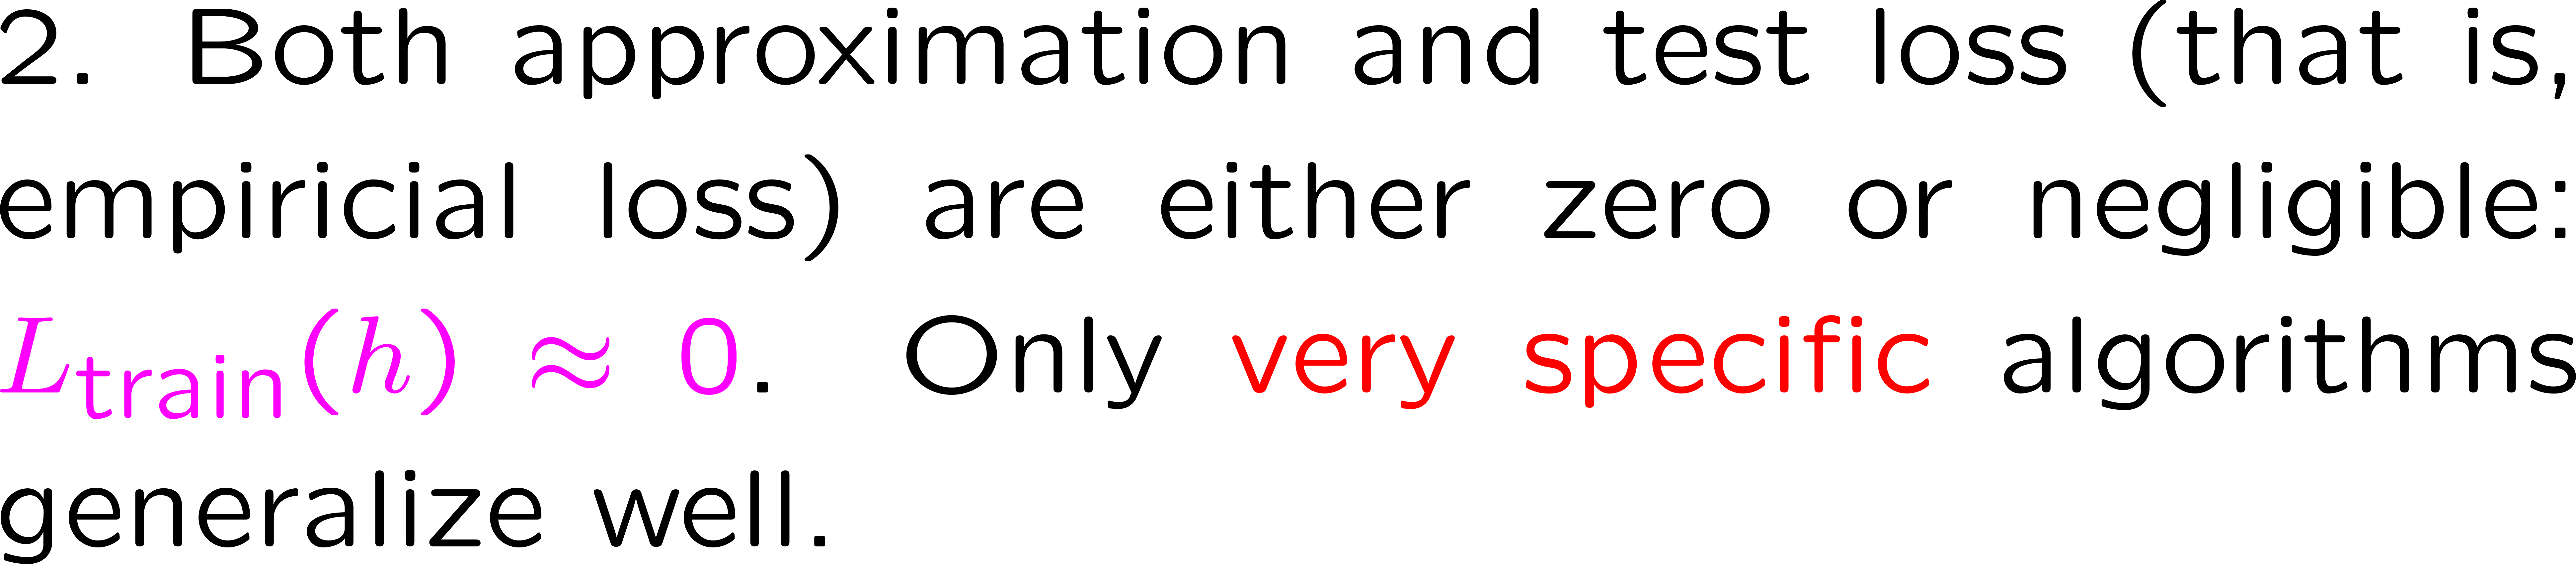 2. Both approximation and test loss (that is,
empiricial loss) are either zero or negligible:
L_train(h) ≈ 0. Only very specific algorithms
generalize well.